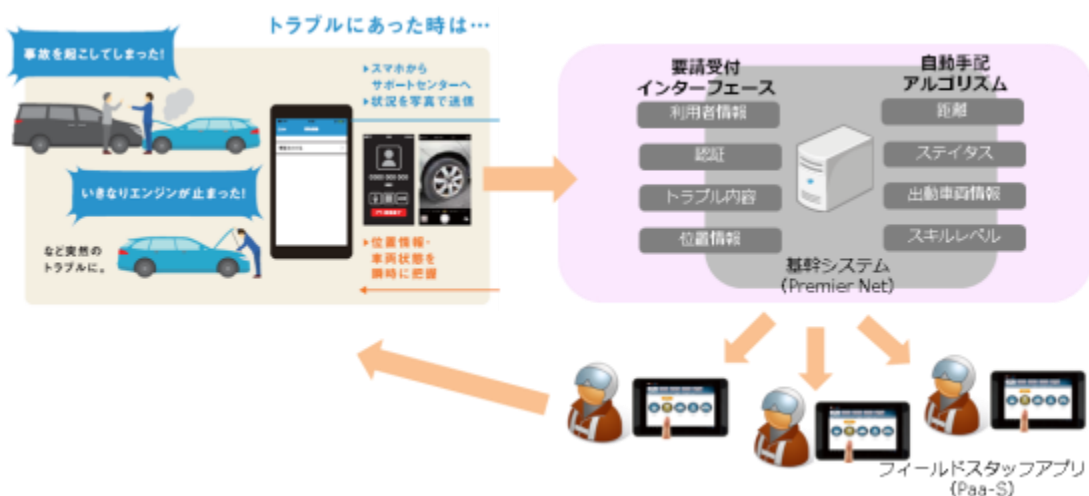 トラブルにあった時は…
事故を起こしてしまった!
▶スマホから
サポートセンターへ
▶状況を写真で送信
いきなりエンジンが止まった!
など突然の
トラブルに。
▶位置情報・
車両状態を
瞬時に把握
要請受付
インターフェース
利用者情報
認証
トラブル内容
位置情報
自動手配
アルゴリズム
距離
ステイタス
出動車両情報
スキルレベル
基幹システム
(Premier Net)
フィールドスタッフアプリ
(Paa-S)